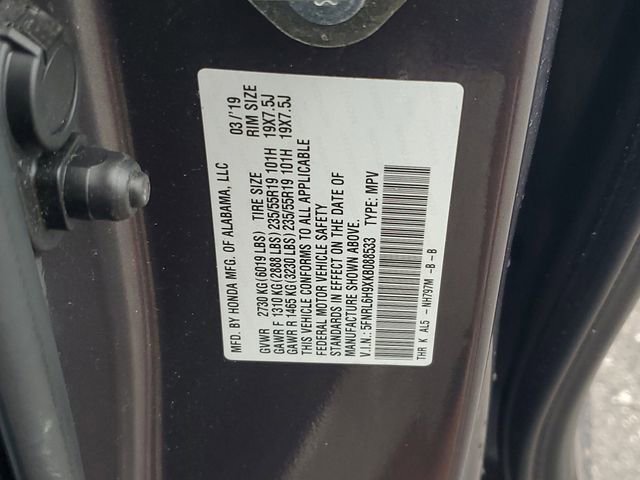 MFD. BY HONDA MFG. OF ALABAMA, LLC 03/'19
GVWR 2730 KG(6019 LBS) TIRE SIZE RIM SIZE
GAWR F 1310 KG(2888 LBS)235/55R19 101H 19X7.5J
GAWR R 1465 KG(3230 LBS)235/55R19 101H 19X7.5J
THIS VEHICLE CONFORMS TO ALL APPLICABLE
FEDERAL MOTOR VEHICLE SAFETY
STANDARDS IN EFFECT ON THE DATE OF
MANUFACTURE SHOWN ABOVE.
V.I.N.: 5FNRL6H9XKB088533 TYPE: MPV
THR K AL5 - NH797M -B -B